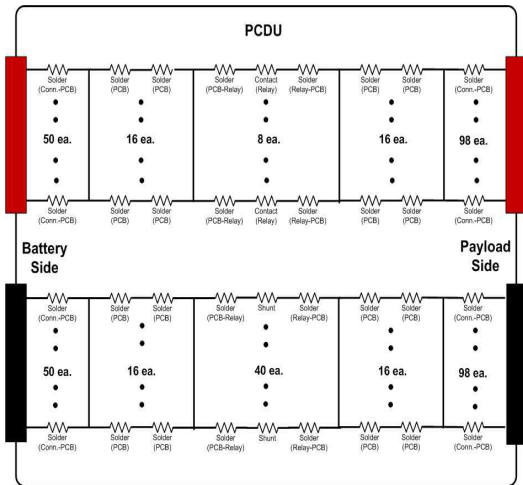 PCDU
Solder Solder Solder Solder Contact Solder Solder Solder Solder
(Conn.-PCB) (PCB) (PCB) (PCB-Relay) (Relay) (Relay-PCB) (PCB) (PCB) (Conn.-PCB)
50 ea. 16 ea. 8 ea. 16 ea. 98 ea.
Solder Solder Solder Solder Contact Solder Solder Solder Solder
(Conn.-PCB) (PCB) (PCB) (PCB-Relay) (Relay) (Relay-PCB) (PCB) (PCB) (Conn.-PCB)
Battery Payload
Side Side
Solder Solder Solder Solder Shunt Solder Solder Solder Solder
(Conn.-PCB) (PCB) (PCB) (PCB-Relay) (Relay-PCB) (PCB) (PCB) (Conn.-PCB)
50 ea. 16 ea. 40 ea. 16 ea. 98 ea.
Solder Solder Solder Solder Shunt Solder Solder Solder Solder
(Conn.-PCB) (PCB) (PCB) (PCB-Relay) (Relay-PCB) (PCB) (PCB) (Conn.-PCB)